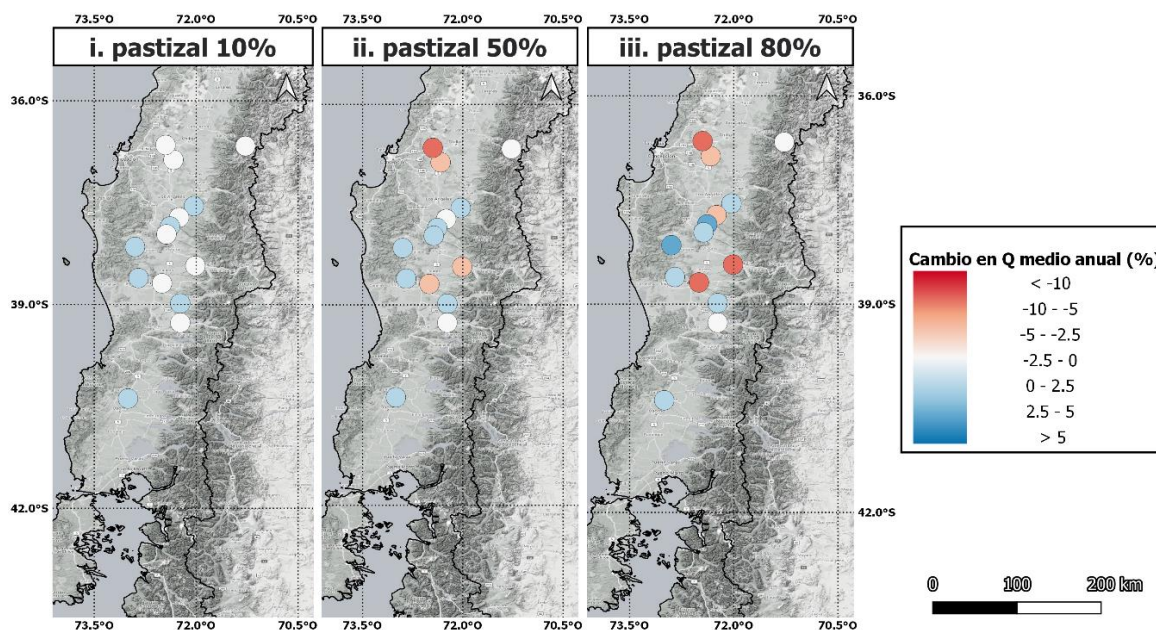 73.5°O 72.0°O 70.5°O 73.5°O 72.0°O 70.5°O 73.5°O 72.0°O 70.5°O
i. pastizal 10% ii. pastizal 50% iii. pastizal 80%
36.0°S 36.0°S
39.0°S 39.0°S
42.0°S 42.0°S
73.5°O 72.0°O 70.5°O 73.5°O 72.0°O 70.5°O 73.5°O 72.0°O 70.5°O
Cambio en Q medio anual (%)
< -10
-10 - -5
-5 - -2.5
-2.5 - 0
0 - 2.5
2.5 - 5
> 5
0 100 200 km